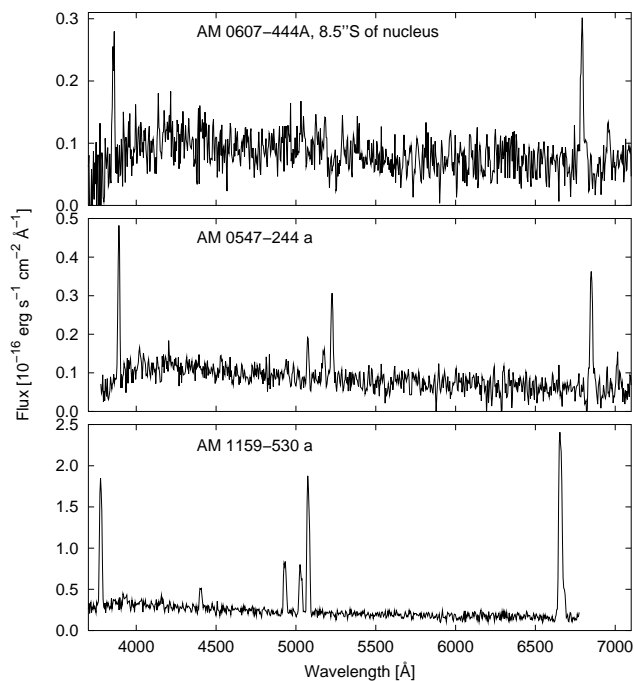 AM 0607−444A, 8.5''S of nucleus
0.3
0.2
0.1
0.0
AM 0547−244 a
0.5
0.4
0.3
0.2
0.1
0.0
AM 1159−530 a
2.5
2.0
1.5
1.0
0.5
0.0
Flux [10⁻¹⁶ erg s⁻¹ cm⁻² Å⁻¹]
4000 4500 5000 5500 6000 6500 7000
Wavelength [Å]